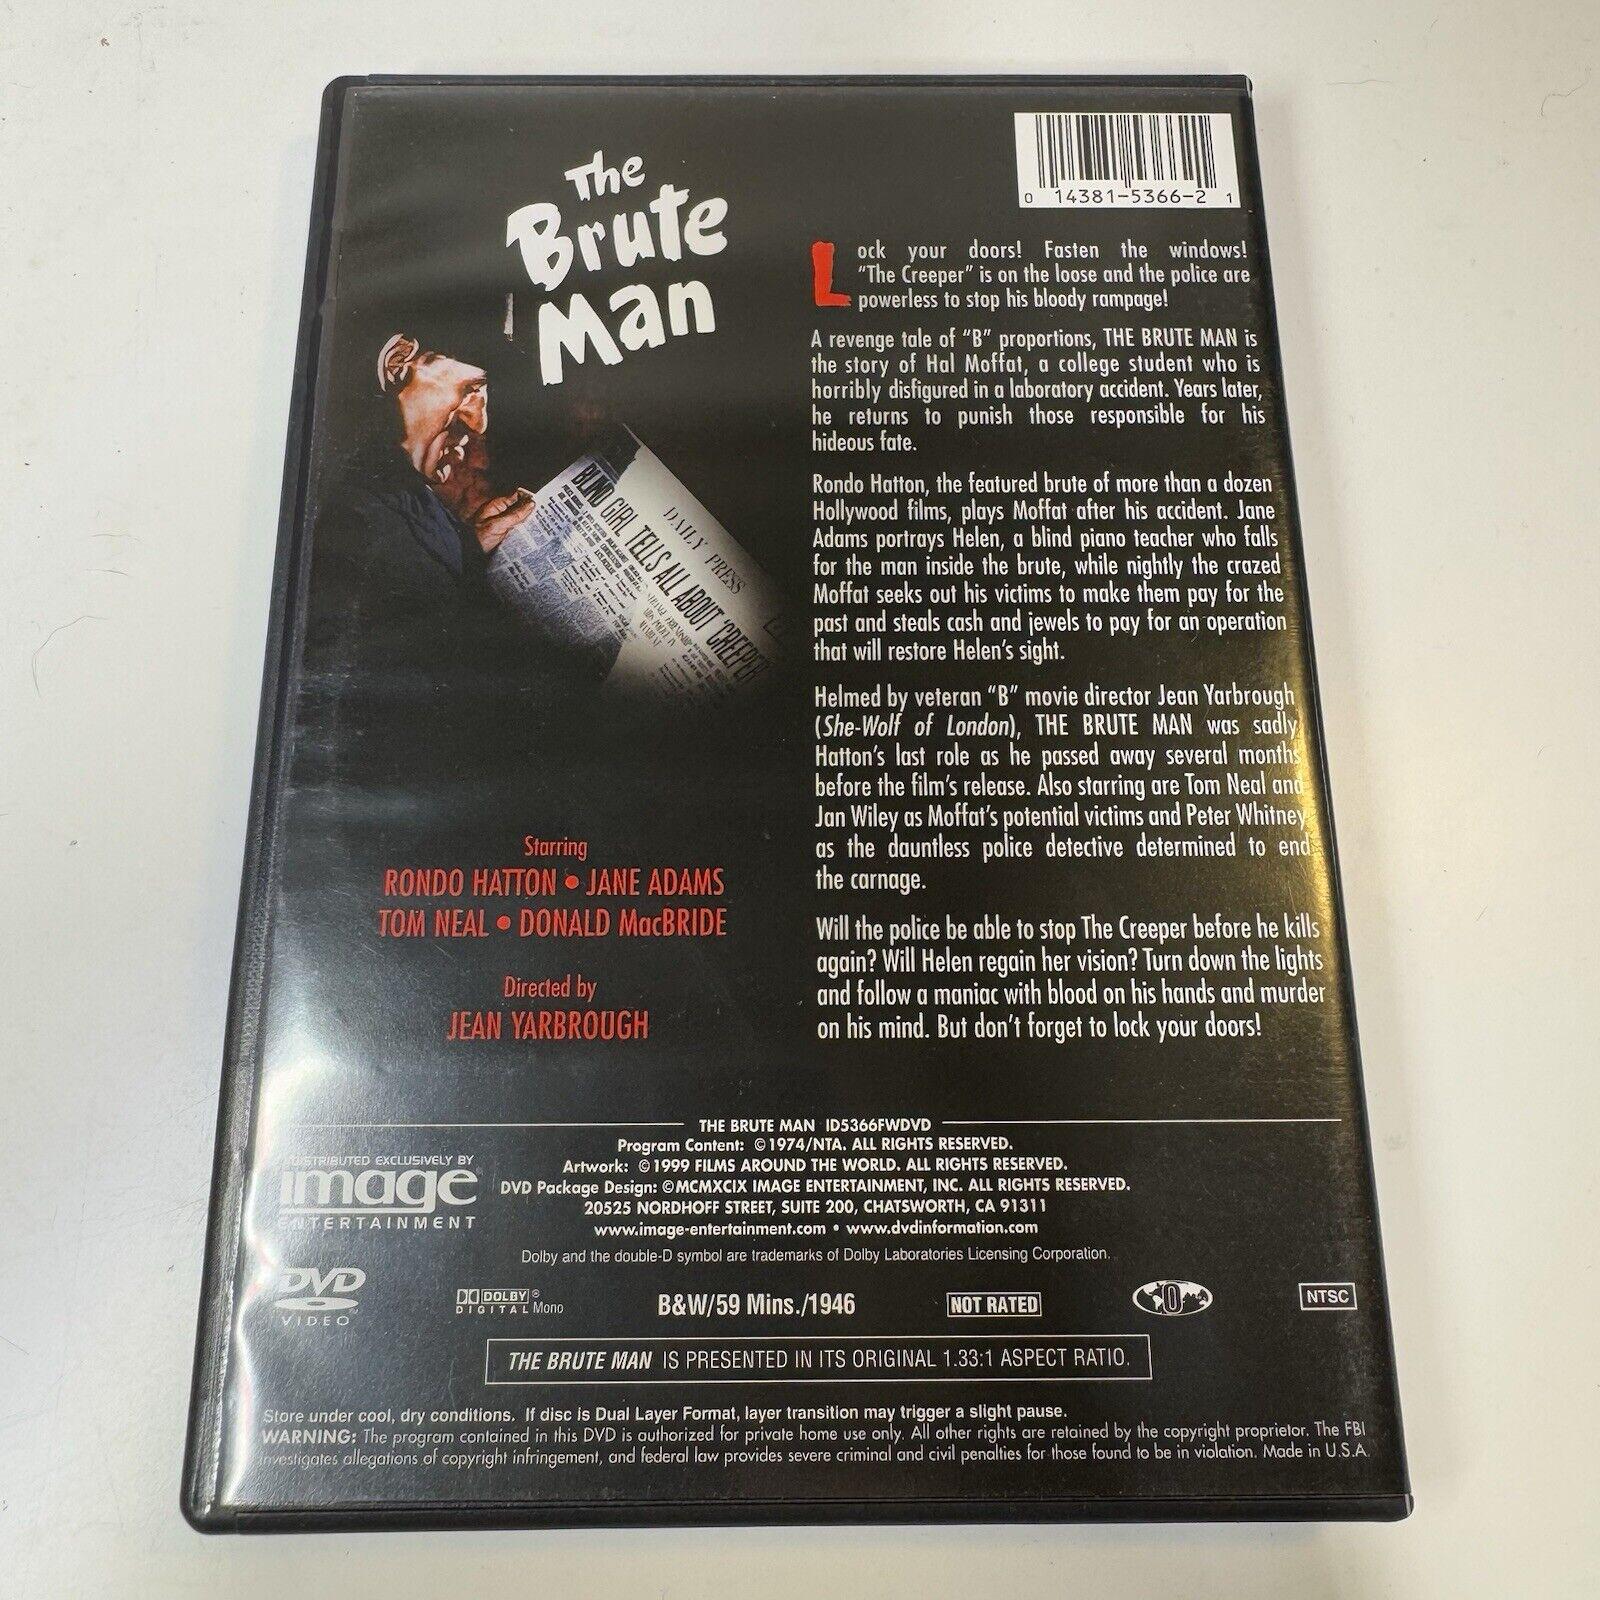 The
Brute
Man
0 14381-5366-2 1
Lock your doors! Fasten the windows!
"The Creeper" is on the loose and the police are
powerless to stop his bloody rampage!
A revenge tale of "B" proportions, THE BRUTE MAN is
the story of Hal Moffat, a college student who is
horribly disfigured in a laboratory accident. Years later,
he returns to punish those responsible for his
hideous fate.
Rondo Hatton, the featured brute of more than a dozen
Hollywood films, plays Moffat after his accident. Jane
Adams portrays Helen, a blind piano teacher who falls
for the man inside the brute, while nightly the crazed
Moffat seeks out his victims to make them pay for the
past and steals cash and jewels to pay for an operation
that will restore Helen's sight.
Helmed by veteran "B" movie director Jean Yarbrough
(She-Wolf of London), THE BRUTE MAN was sadly
Hatton's last role as he passed away several months
before the film's release. Also starring are Tom Neal and
Jan Wiley as Moffat's potential victims and Peter Whitney
as the dauntless police detective determined to end
the carnage.
Will the police be able to stop The Creeper before he kills
again? Will Helen regain her vision? Turn down the lights
and follow a maniac with blood on his hands and murder
on his mind. But don't forget to lock your doors!
DAILY PRESS
BLIND GIRL TELLS ALL ABOUT 'CREEPER
Starring
RONDO HATTON • JANE ADAMS
TOM NEAL • DONALD MacBRIDE
Directed by
JEAN YARBROUGH
THE BRUTE MAN ID5366FWDVD
Program Content: ©1974/NTA. ALL RIGHTS RESERVED.
Artwork: ©1999 FILMS AROUND THE WORLD. ALL RIGHTS RESERVED.
DVD Package Design: ©MCMXCIX IMAGE ENTERTAINMENT, INC. ALL RIGHTS RESERVED.
20525 NORDHOFF STREET, SUITE 200, CHATSWORTH, CA 91311
www.image-entertainment.com • www.dvdinformation.com
DISTRIBUTED EXCLUSIVELY BY
image
ENTERTAINMENT
Dolby and the double-D symbol are trademarks of Dolby Laboratories Licensing Corporation.
DVD
VIDEO
DOLBY®
DIGITAL Mono
B&W/59 Mins./1946
NOT RATED
0
NTSC
THE BRUTE MAN IS PRESENTED IN ITS ORIGINAL 1.33:1 ASPECT RATIO.
Store under cool, dry conditions. If disc is Dual Layer Format, layer transition may trigger a slight pause.
WARNING: The program contained in this DVD is authorized for private home use only. All other rights are retained by the copyright proprietor. The FBI
investigates allegations of copyright infringement, and federal law provides severe criminal and civil penalties for those found to be in violation. Made in U.S.A.